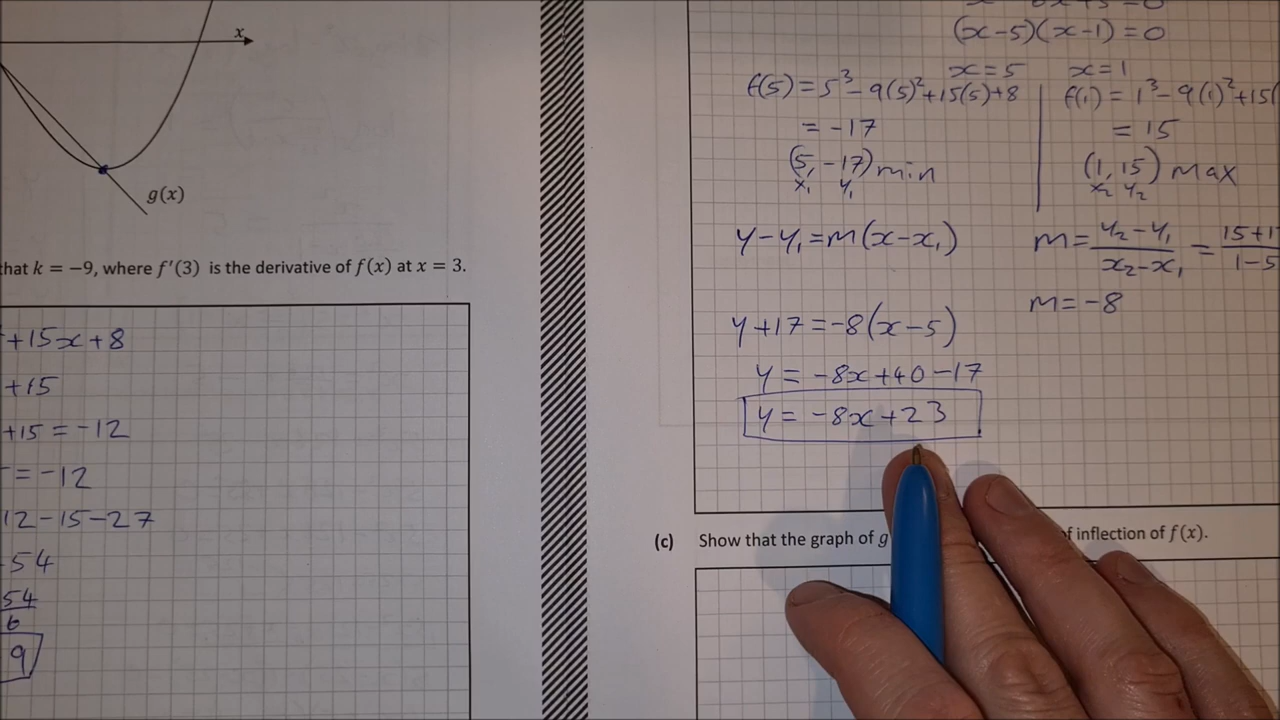 x
g(x)
that k = −9, where f′(3) is the derivative of f(x) at x = 3.
+15x+8
+15
+15 = -12
= -12
12-15-27
54
54
6
9
(x-5)(x-1) = 0
x=5 x=1
f(5) = 5³-9(5)²+15(5)+8
= -17
(5, -17) min
x₁ y₁
f(1) = 1³-9(1)²+15(
= 15
(1, 15) max
x₂ y₂
y-y₁=m(x-x₁)
m = y₂-y₁ / x₂-x₁ = 15+1 / 1-5
m = -8
y+17 = -8(x-5)
y = -8x+40-17
y = -8x+23
(c) Show that the graph of g of inflection of f(x).